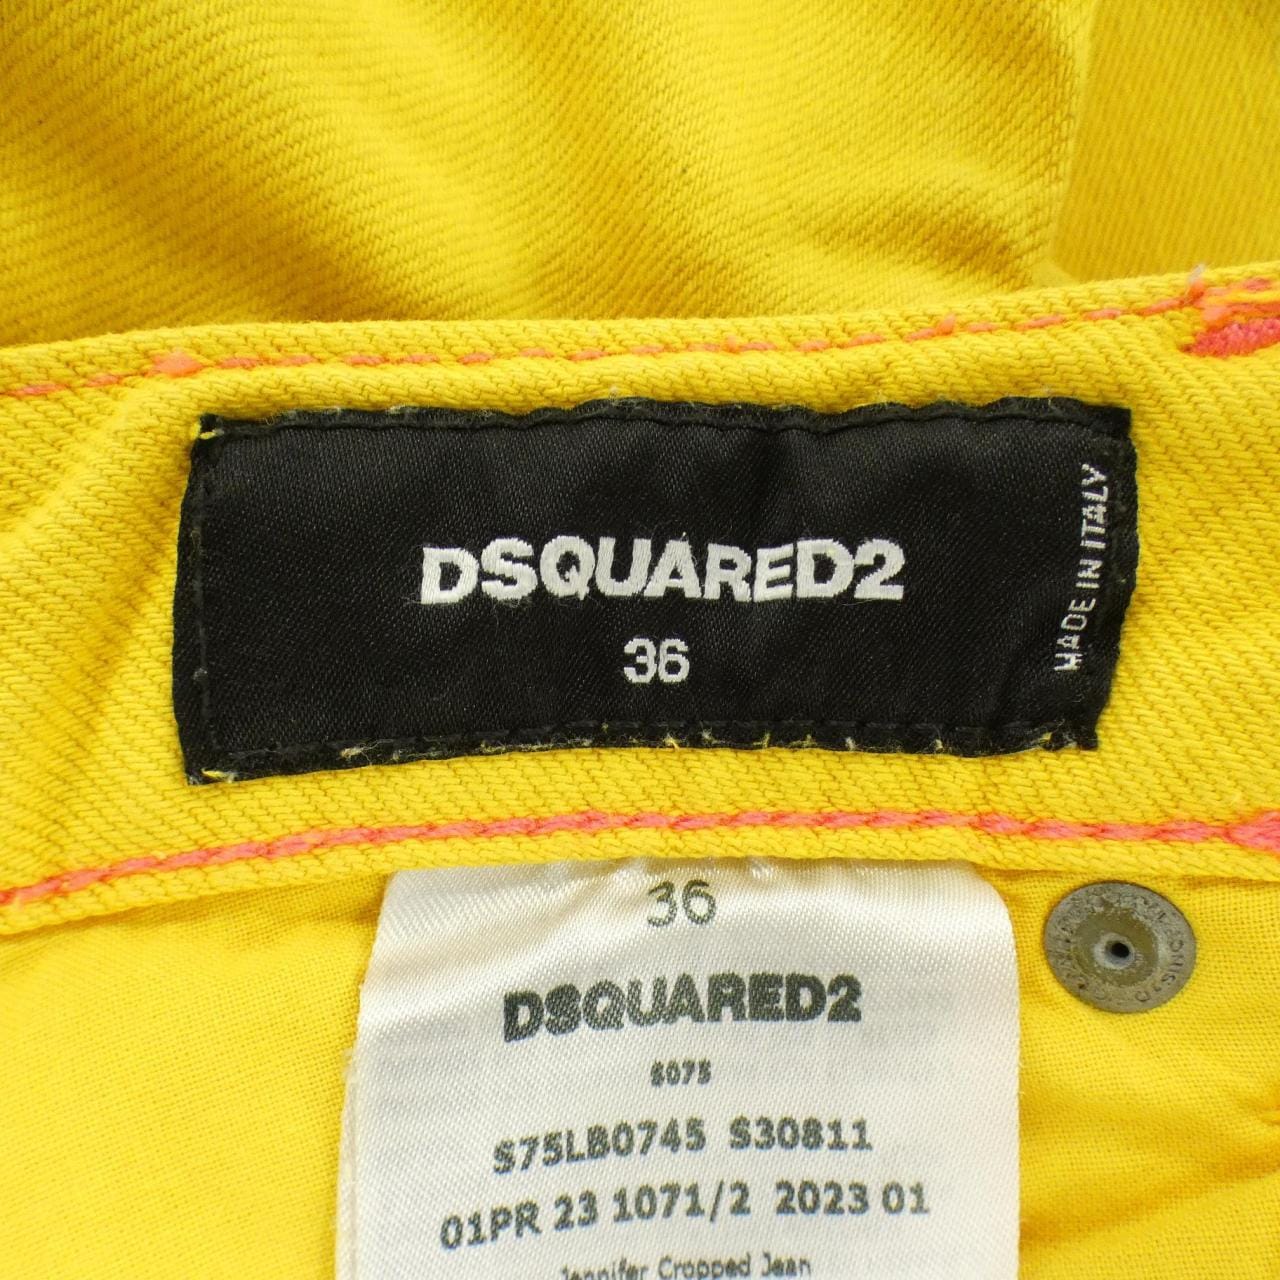 DSQUARED2
36
MADE IN ITALY
36
DSQUARED2
S075
S75LB0745 S30811
01PR 23 1071/2 2023 01
Jennifer Cropped Jean